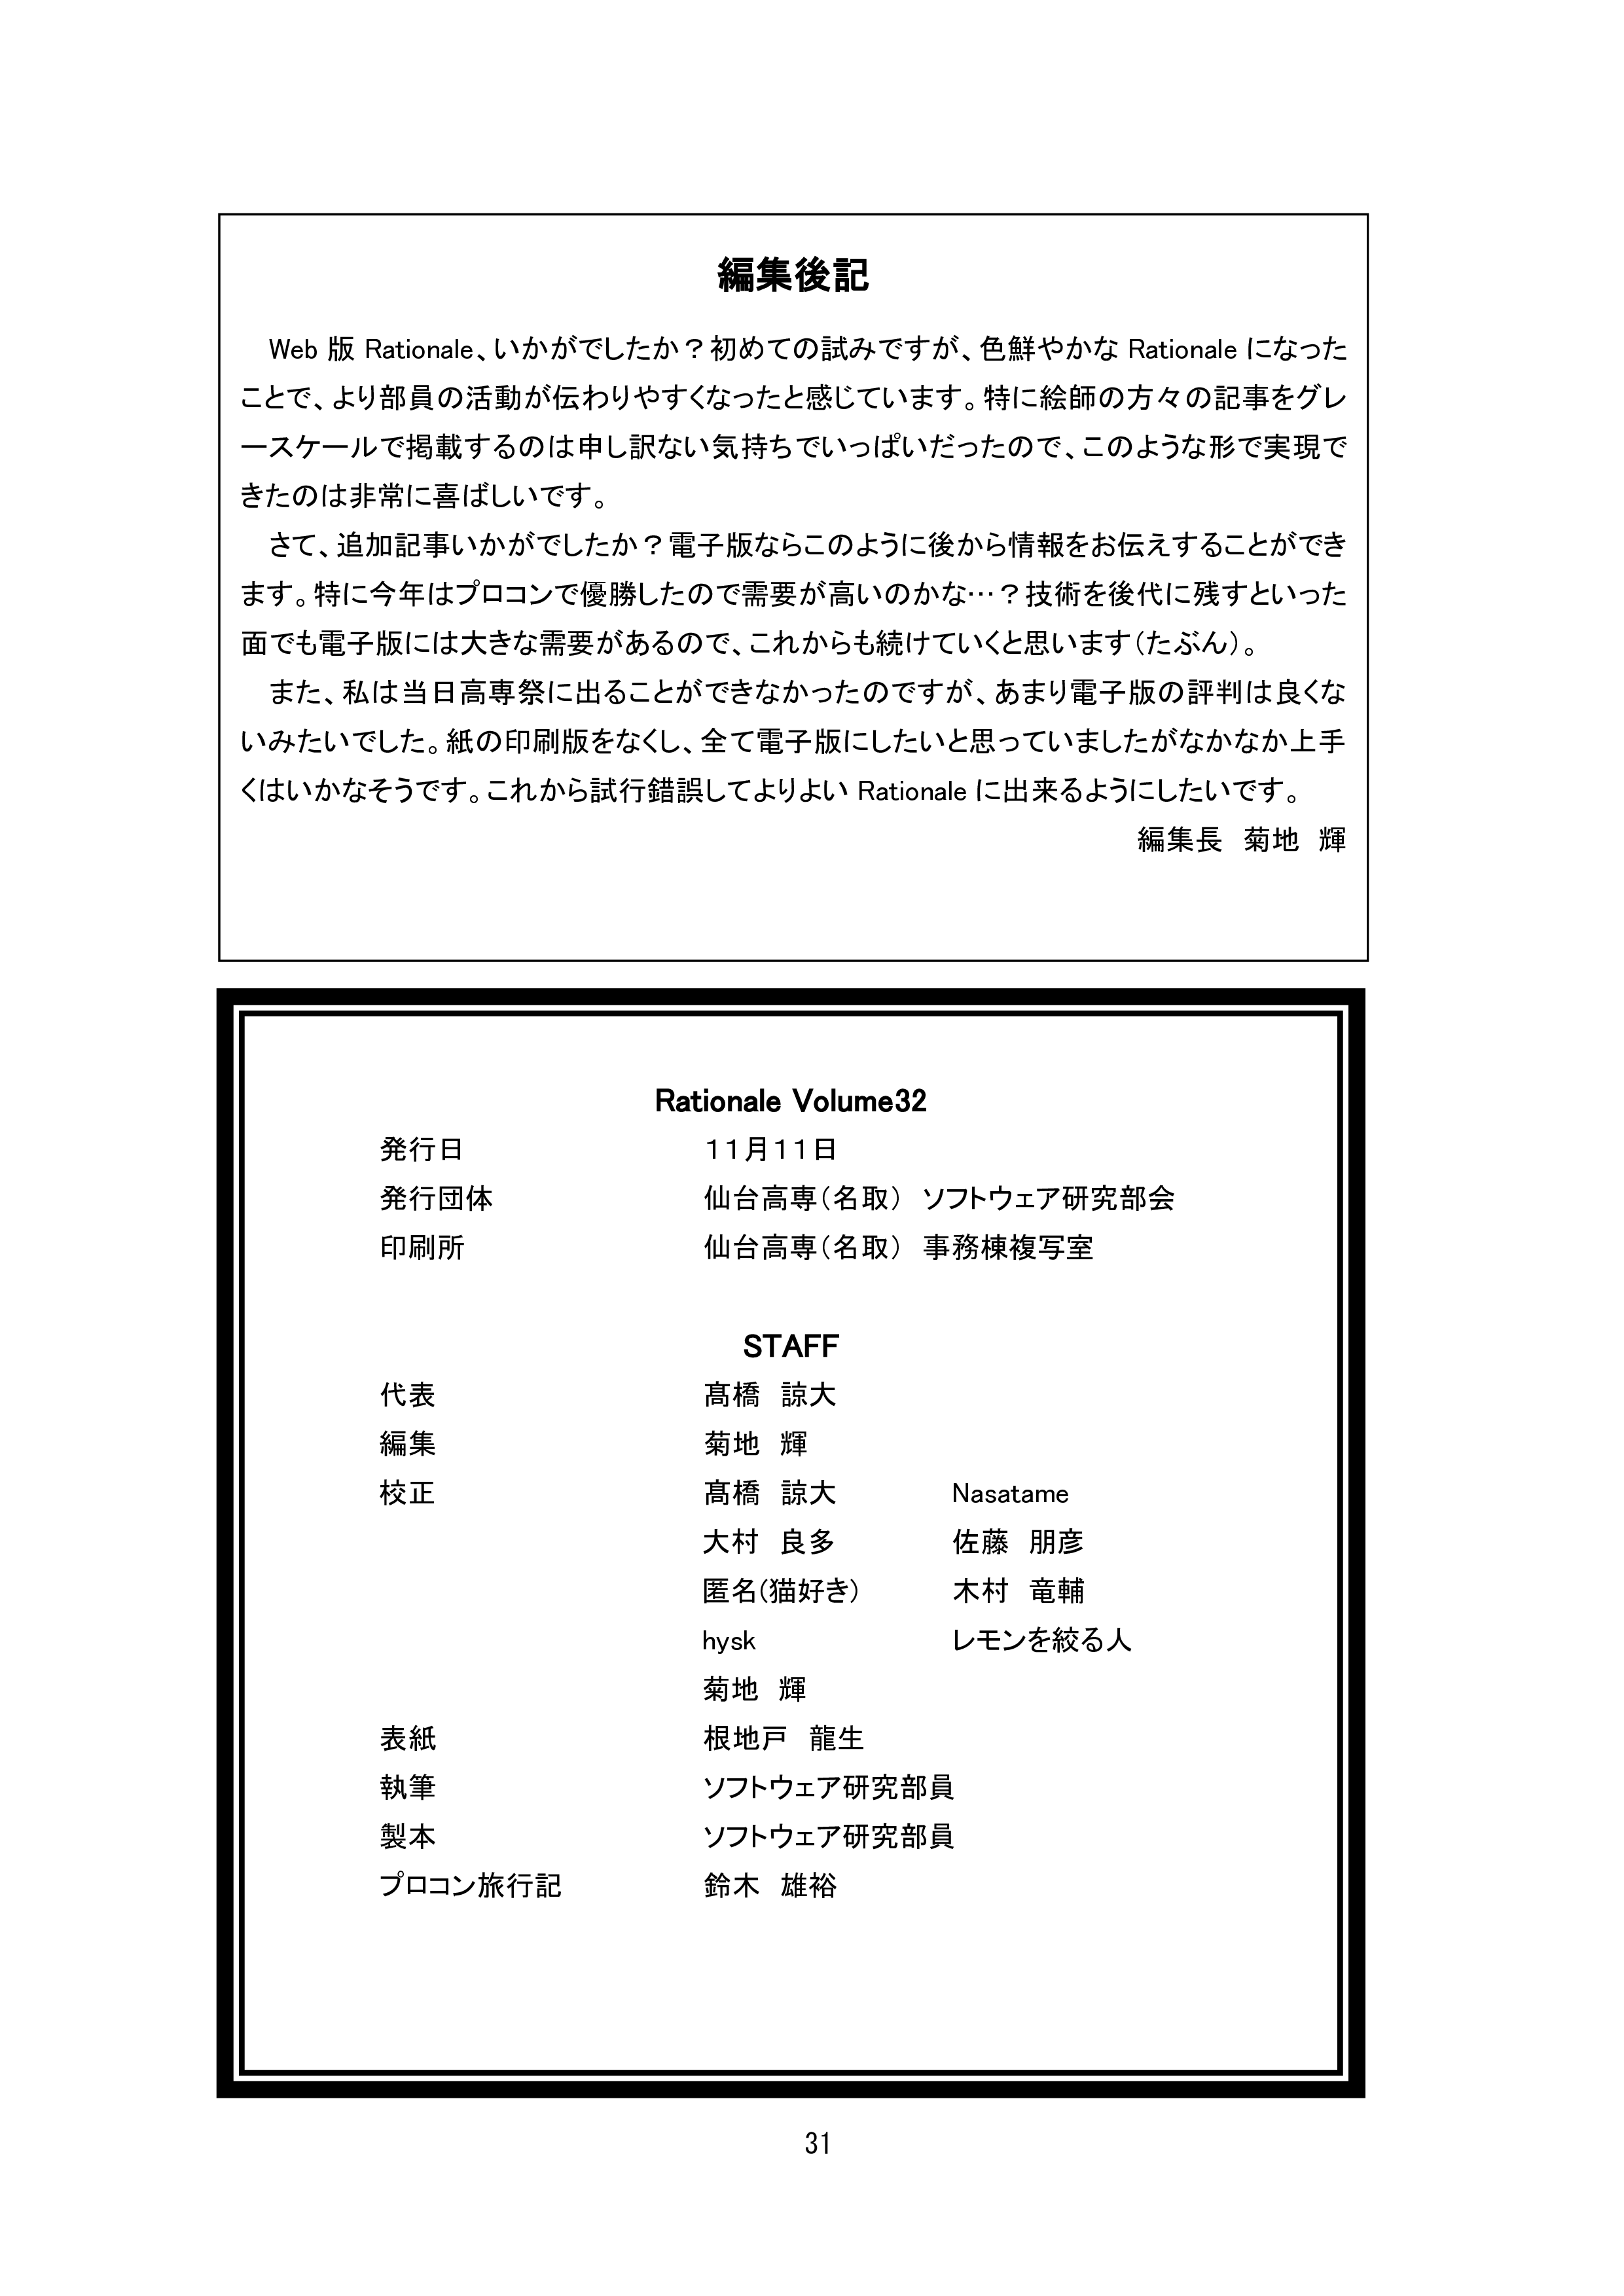 編集後記
Web 版 Rationale、いかがでしたか？初めての試みですが、色鮮やかな Rationale になった
ことで、より部員の活動が伝わりやすくなったと感じています。特に絵師の方々の記事をグレ
ースケールで掲載するのは申し訳ない気持ちでいっぱいだったので、このような形で実現で
きたのは非常に喜ばしいです。
さて、追加記事いかがでしたか？電子版ならこのように後から情報をお伝えすることができ
ます。特に今年はプロコンで優勝したので需要が高いのかな…？技術を後代に残すといった
面でも電子版には大きな需要があるので、これからも続けていくと思います（たぶん）。
また、私は当日高専祭に出ることができなかったのですが、あまり電子版の評判は良くな
いみたいでした。紙の印刷版をなくし、全て電子版にしたいと思っていましたがなかなか上手
くはいかなそうです。これから試行錯誤してよりよい Rationale に出来るようにしたいです。
編集長 菊地 輝
Rationale Volume32
発行日 11月11日
発行団体 仙台高専（名取） ソフトウェア研究部会
印刷所 仙台高専（名取） 事務棟複写室
STAFF
代表 髙橋 諒大
編集 菊地 輝
校正 髙橋 諒大 Nasatame
大村 良多 佐藤 朋彦
匿名(猫好き） 木村 竜輔
hysk レモンを絞る人
菊地 輝
表紙 根地戸 龍生
執筆 ソフトウェア研究部員
製本 ソフトウェア研究部員
プロコン旅行記 鈴木 雄裕
31